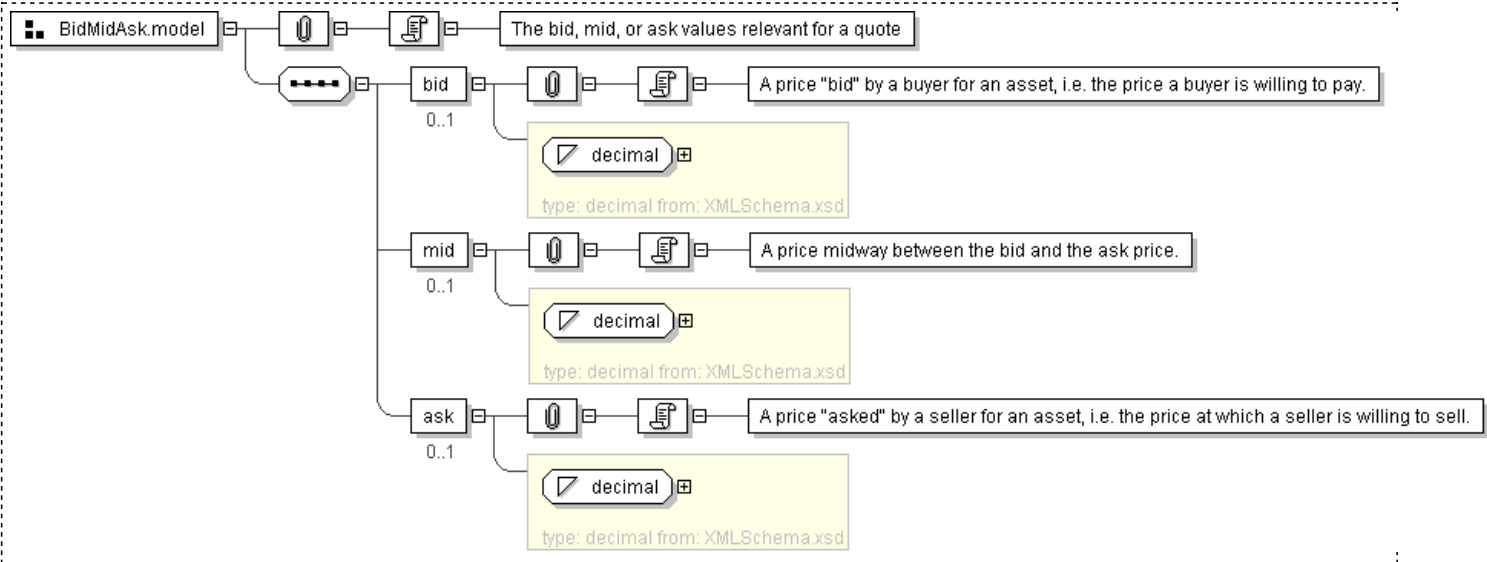 BidMidAsk.model
The bid, mid, or ask values relevant for a quote
bid
A price "bid" by a buyer for an asset, i.e. the price a buyer is willing to pay.
0..1
decimal
type: decimal from: XMLSchema.xsd
mid
A price midway between the bid and the ask price.
0..1
decimal
type: decimal from: XMLSchema.xsd
ask
A price "asked" by a seller for an asset, i.e. the price at which a seller is willing to sell.
0..1
decimal
type: decimal from: XMLSchema.xsd